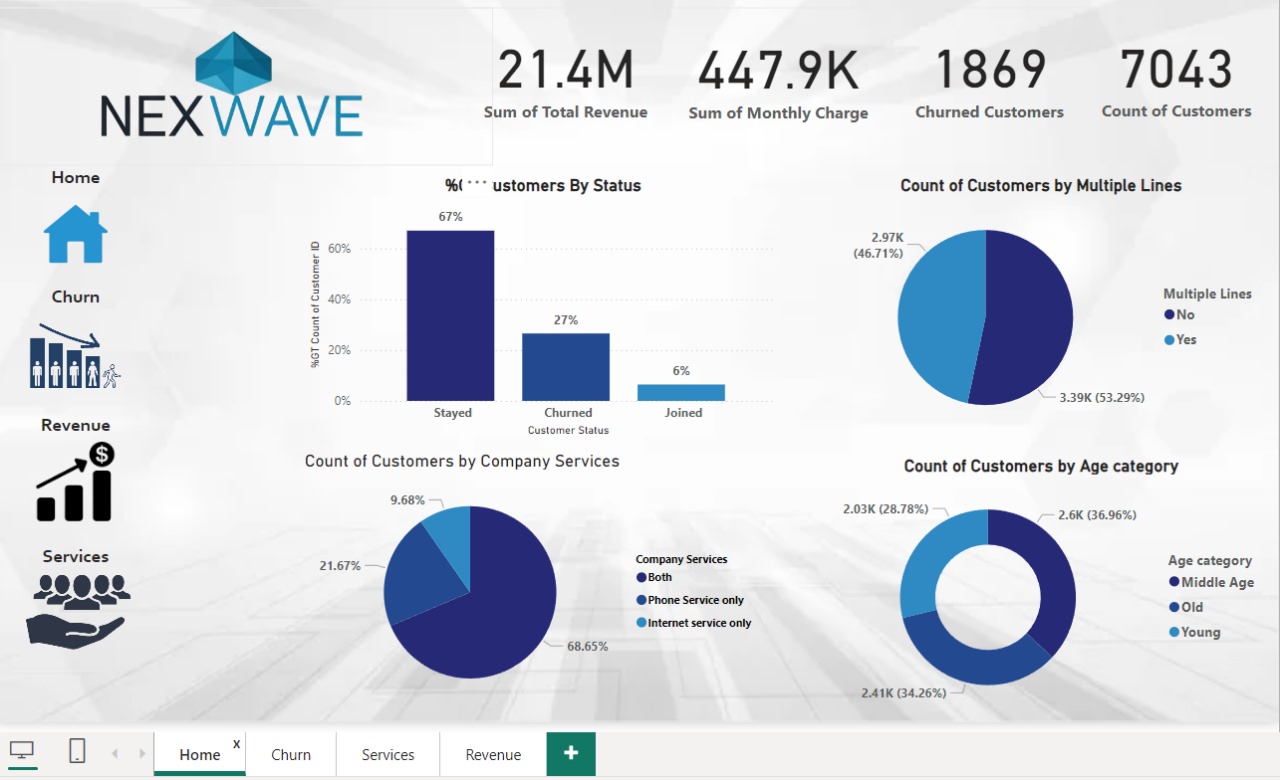 NEXWAVE
21.4M
Sum of Total Revenue
447.9K
Sum of Monthly Charge
1869
Churned Customers
7043
Count of Customers
Home
Churn
$
Revenue
Services
%( ··· ustomers By Status
%GT Count of Customer ID
60%
40%
20%
0%
67%
27%
6%
Stayed
Churned
Joined
Customer Status
Count of Customers by Multiple Lines
2.97K
(46.71%)
3.39K (53.29%)
Multiple Lines
No
Yes
Count of Customers by Company Services
9.68%
21.67%
68.65%
Company Services
Both
Phone Service only
Internet service only
Count of Customers by Age category
2.03K (28.78%)
2.6K (36.96%)
2.41K (34.26%)
Age category
Middle Age
Old
Young
Home x
Churn
Services
Revenue
+